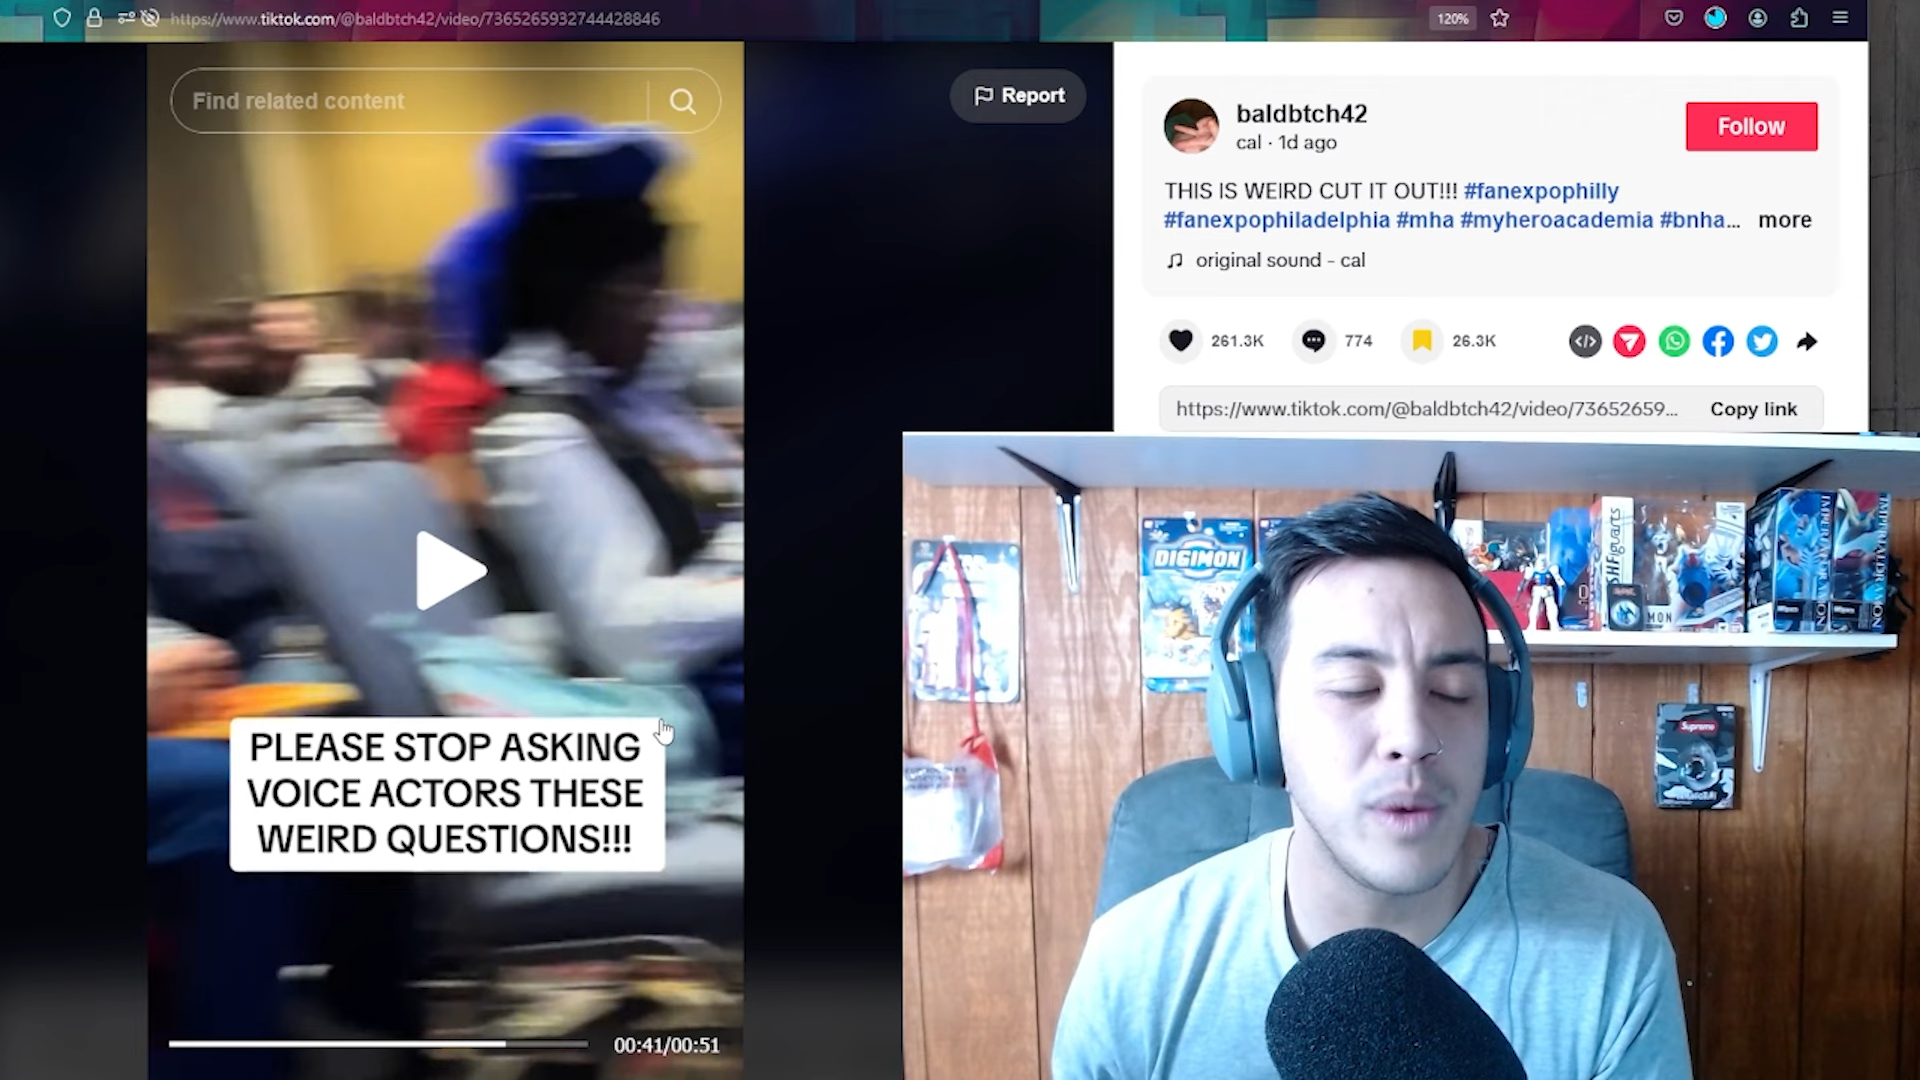 https://www.tiktok.com/@baldbtch42/video/7365265932744428846
120%
Find related content
Report
baldbtch42
cal · 1d ago
Follow
THIS IS WEIRD CUT IT OUT!!! #fanexpophilly
#fanexpophiladelphia #mha #myheroacademia #bnha... more
original sound - cal
261.3K
774
26.3K
https://www.tiktok.com/@baldbtch42/video/73652659...
Copy link
PLEASE STOP ASKING
VOICE ACTORS THESE
WEIRD QUESTIONS!!!
00:41/00:51
DIGIMON
S.H.Figuarts
MON
Supreme